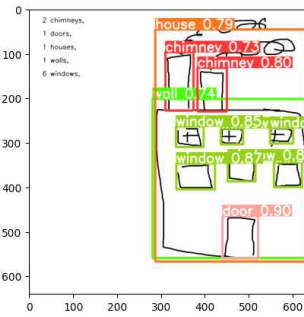 2 chimneys,
1 doors,
1 houses,
1 walls,
6 windows,
house 0.79
chimney 0.73
chimney 0.80
wall 0.74
window 0.85
windo
window 0.87
door 0.90
0
100
200
300
400
500
600
0 100 200 300 400 500 600